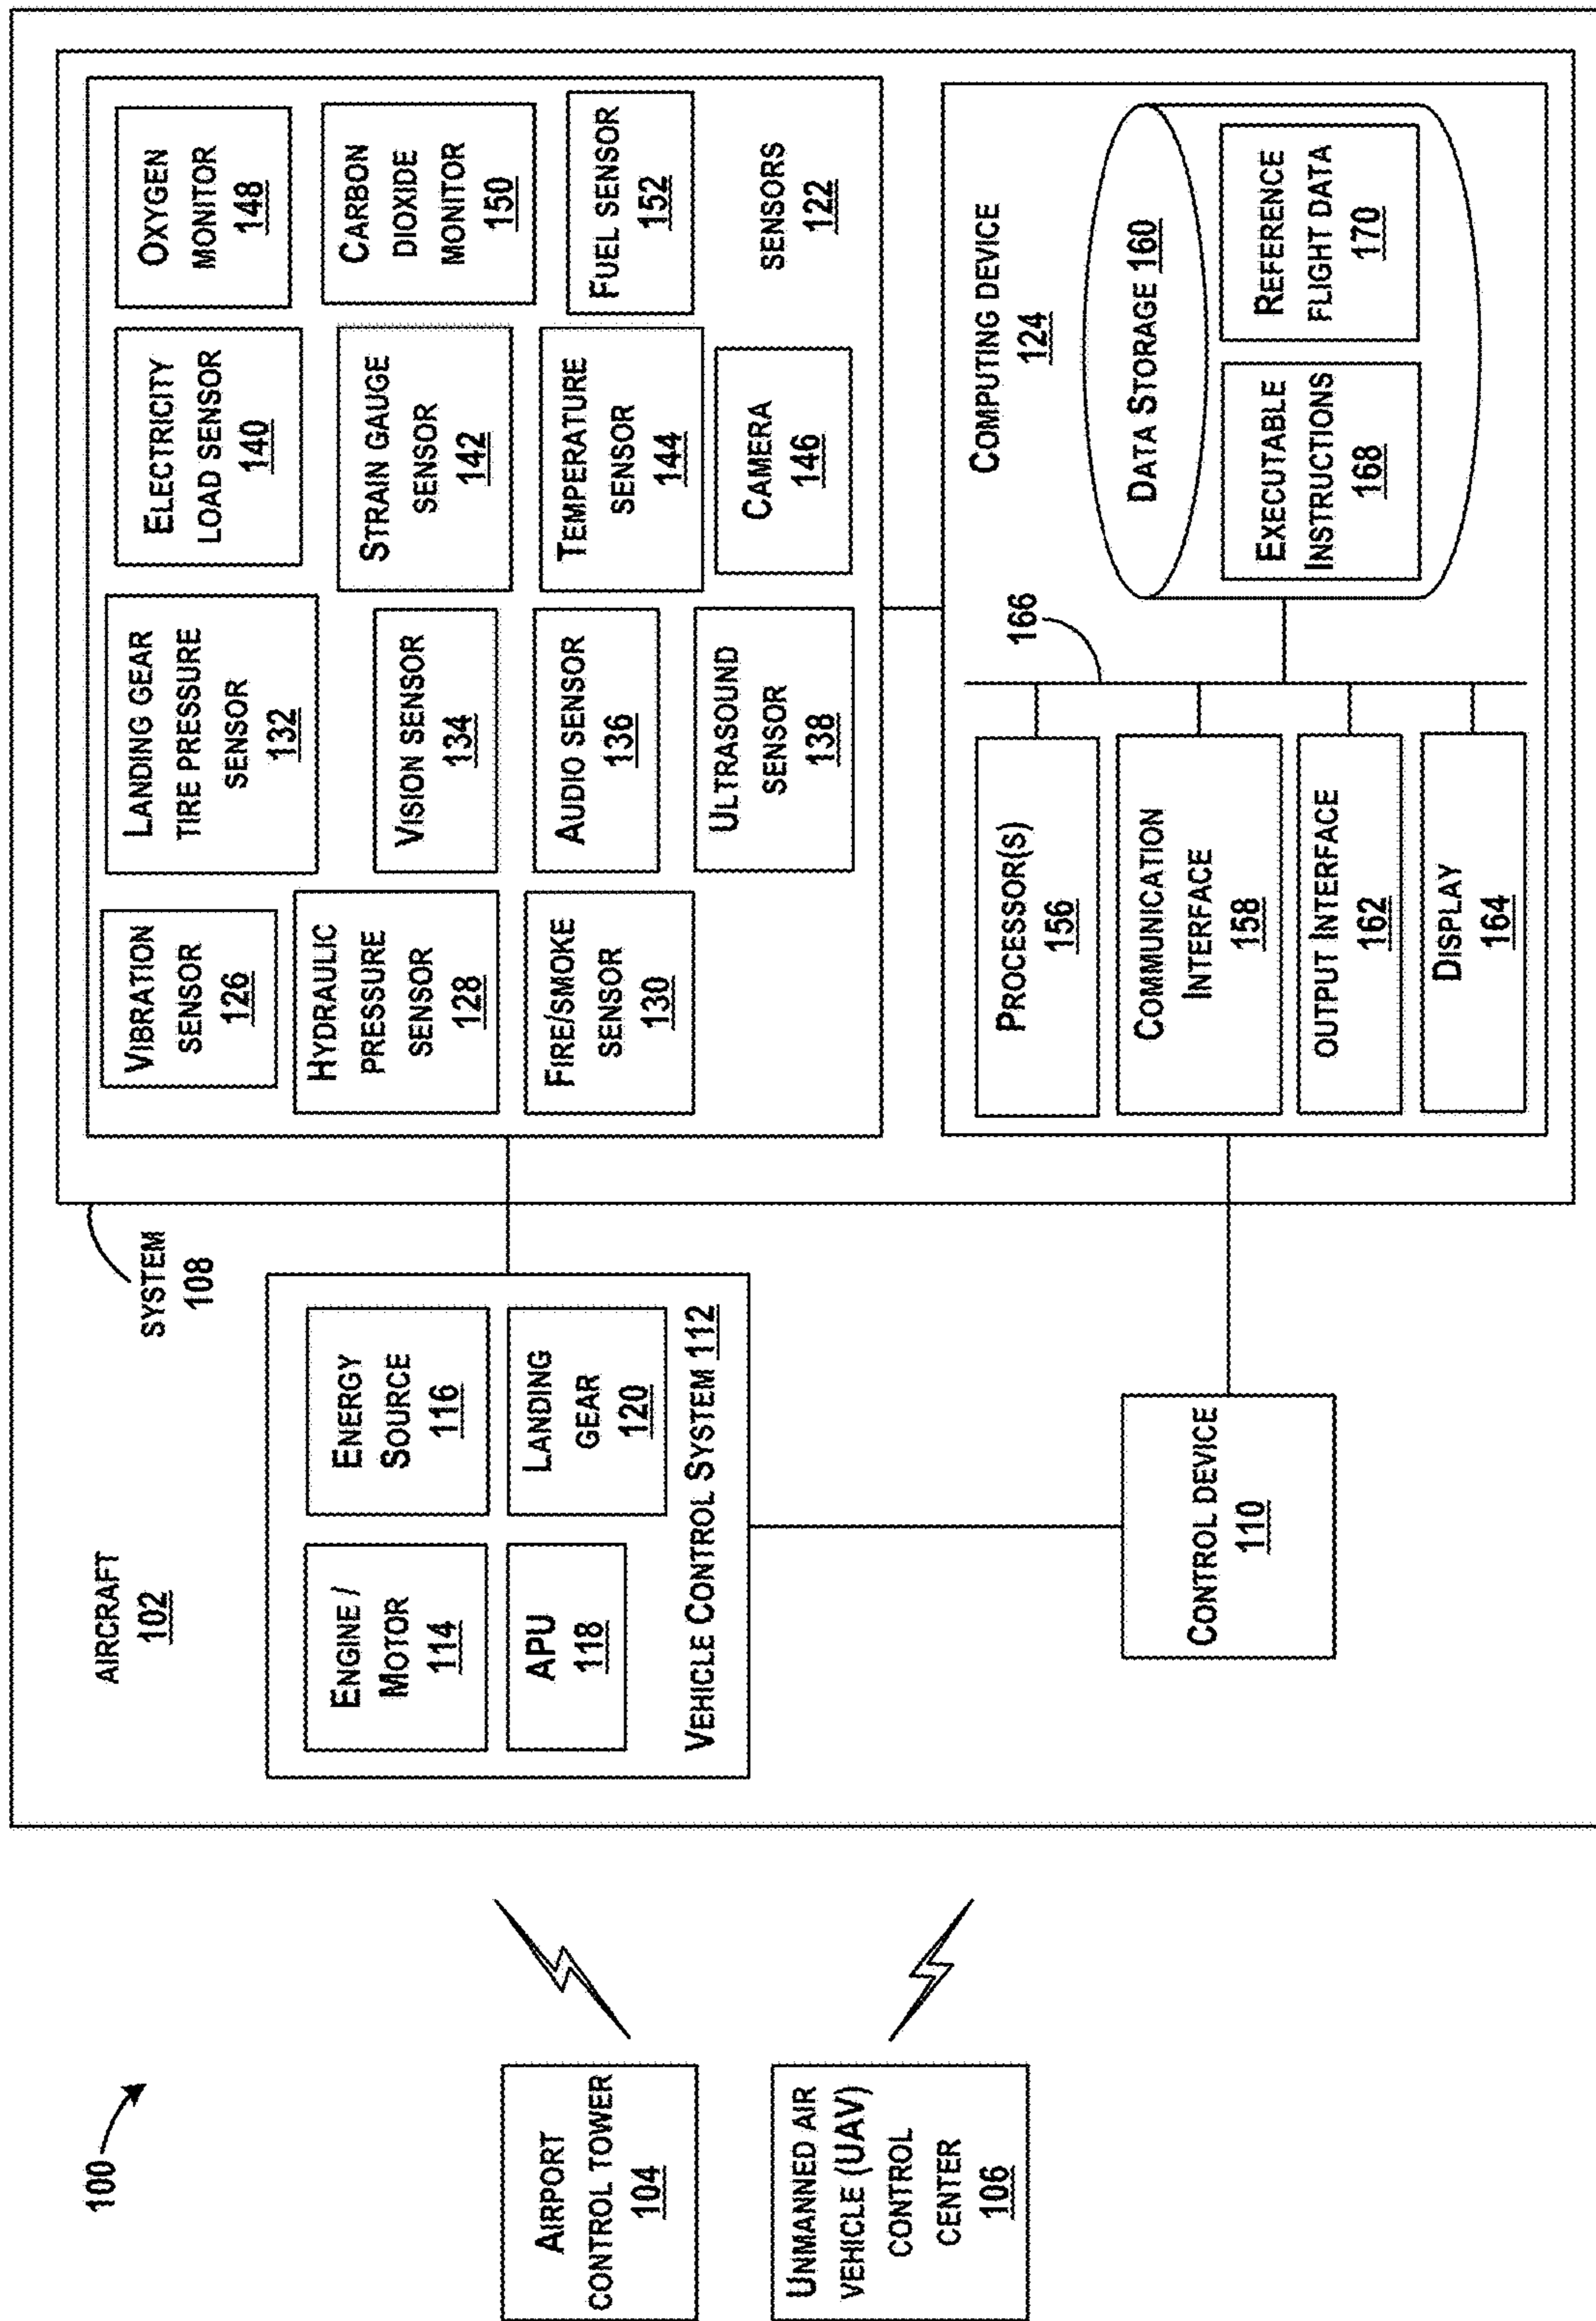 100
AIRPORT
CONTROL TOWER
104
UNMANNED AIR
VEHICLE (UAV)
CONTROL
CENTER
106
AIRCRAFT
102
SYSTEM
108
ENGINE /
MOTOR
114
ENERGY
SOURCE
116
APU
118
LANDING
GEAR
120
VEHICLE CONTROL SYSTEM 112
CONTROL DEVICE
110
VIBRATION
SENSOR
126
HYDRAULIC
PRESSURE
SENSOR
128
FIRE/SMOKE
SENSOR
130
LANDING GEAR
TIRE PRESSURE
SENSOR
132
VISION SENSOR
134
AUDIO SENSOR
136
ULTRASOUND
SENSOR
138
ELECTRICITY
LOAD SENSOR
140
STRAIN GAUGE
SENSOR
142
TEMPERATURE
SENSOR
144
CAMERA
146
OXYGEN
MONITOR
148
CARBON
DIOXIDE
MONITOR
150
FUEL SENSOR
152
SENSORS
122
COMPUTING DEVICE
124
PROCESSOR(S)
156
COMMUNICATION
INTERFACE
158
OUTPUT INTERFACE
162
DISPLAY
164
166
DATA STORAGE 160
EXECUTABLE
INSTRUCTIONS
168
REFERENCE
FLIGHT DATA
170